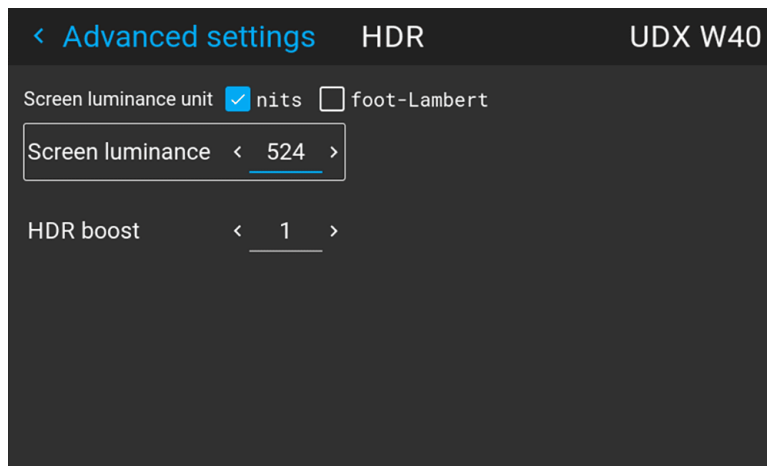 Advanced settings HDR UDX W40
Screen luminance unit nits foot-Lambert
Screen luminance 524
HDR boost 1